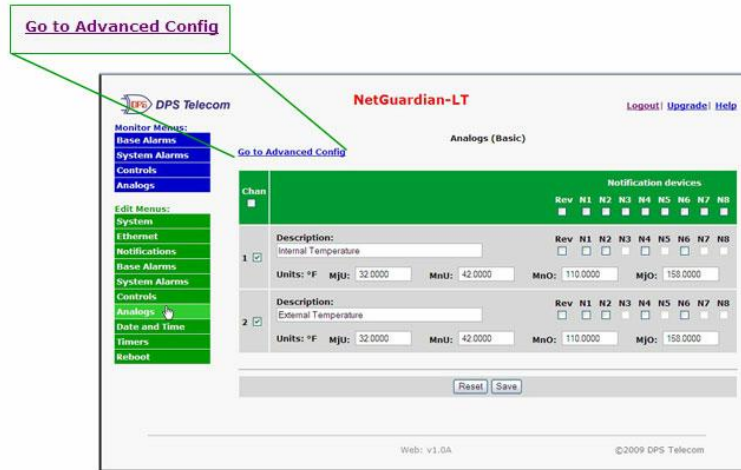 Go to Advanced Config
DPS DPS Telecom
NetGuardian-LT
Logout| Upgrade| Help
Monitor Menus:
Base Alarms
System Alarms
Controls
Analogs
Edit Menus:
System
Ethernet
Notifications
Base Alarms
System Alarms
Controls
Analogs
Date and Time
Timers
Reboot
Analogs (Basic)
Go to Advanced Config
Chan
Notification devices
Rev N1 N2 N3 N4 N5 N6 N7 N8
1
Description:
Internal Temperature
Rev N1 N2 N3 N4 N5 N6 N7 N8
Units: °F MjU: 32.0000 MnU: 42.0000 MnO: 110.0000 MjO: 158.0000
2
Description:
External Temperature
Rev N1 N2 N3 N4 N5 N6 N7 N8
Units: °F MjU: 32.0000 MnU: 42.0000 MnO: 110.0000 MjO: 158.0000
Reset Save
Web: v1.0A
©2009 DPS Telecom